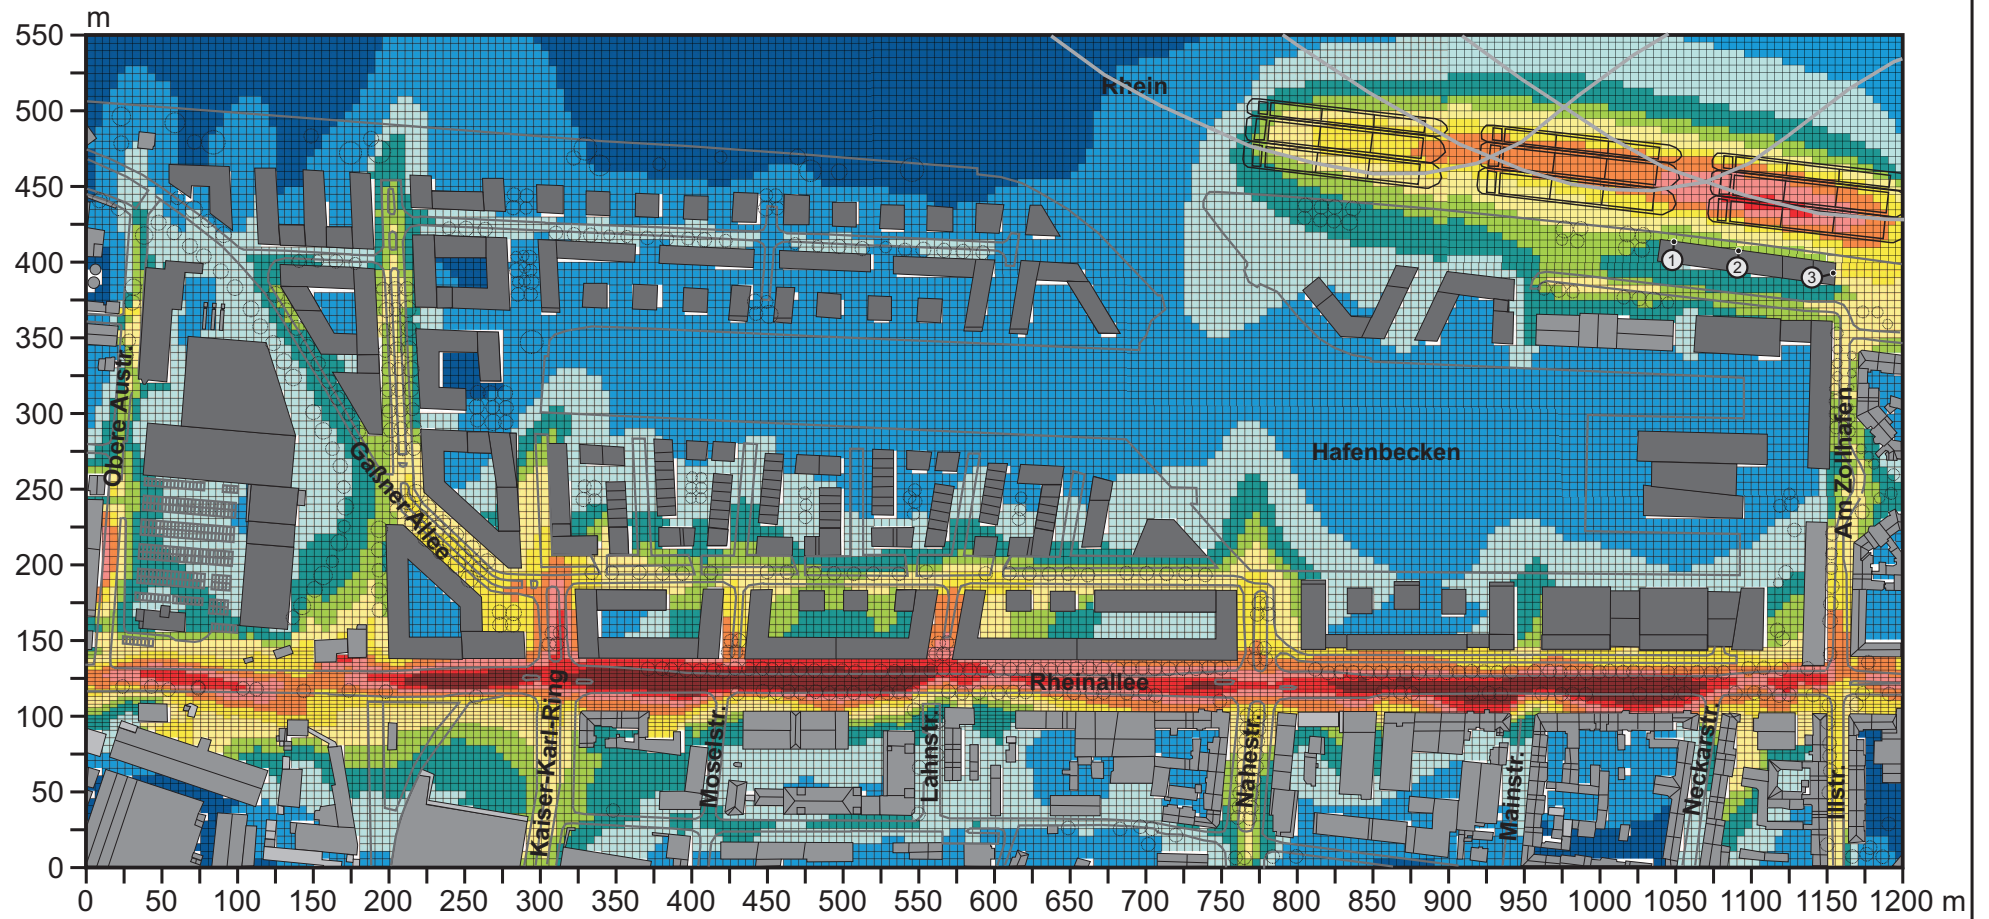 m
550
500
450
400
350
300
250
200
150
100
50
0
Rhein
1
2
3
Obere Austr.
Gaßner Allee
Hafenbecken
Am Zollhafen
Rheinallee
Kaiser-Karl-Ring
Moselstr.
Lahnstr.
Nahestr.
Mainstr.
Neckarstr.
Illstr.
0 50 100 150 200 250 300 350 400 450 500 550 600 650 700 750 800 850 900 950 1000 1050 1100 1150 1200 m